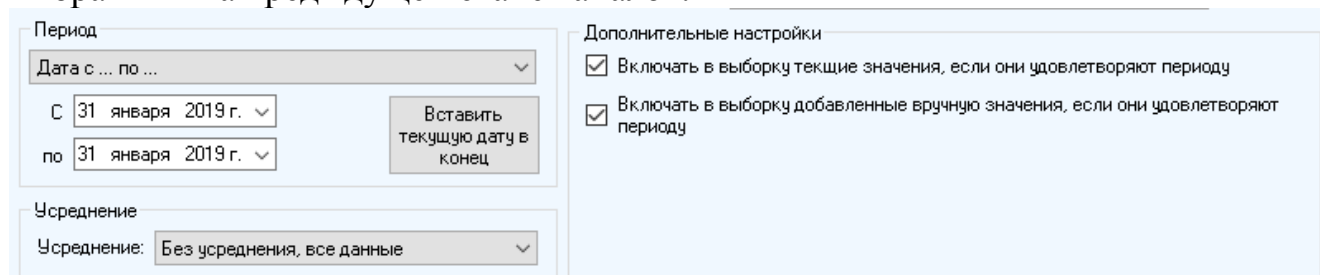 Период
Дата с ... по ...
С 31 января 2019 г.
по 31 января 2019 г.
Вставить
текущую дату в
конец
Усреднение
Усреднение: Без усреднения, все данные
Дополнительные настройки
Включать в выборку текщие значения, если они удовлетворяют периоду
Включать в выборку добавленные вручную значения, если они удовлетворяют
периоду